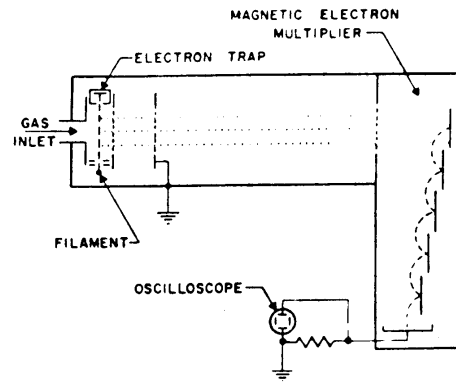 MAGNETIC ELECTRON
MULTIPLIER
ELECTRON TRAP
GAS
INLET
FILAMENT
OSCILLOSCOPE